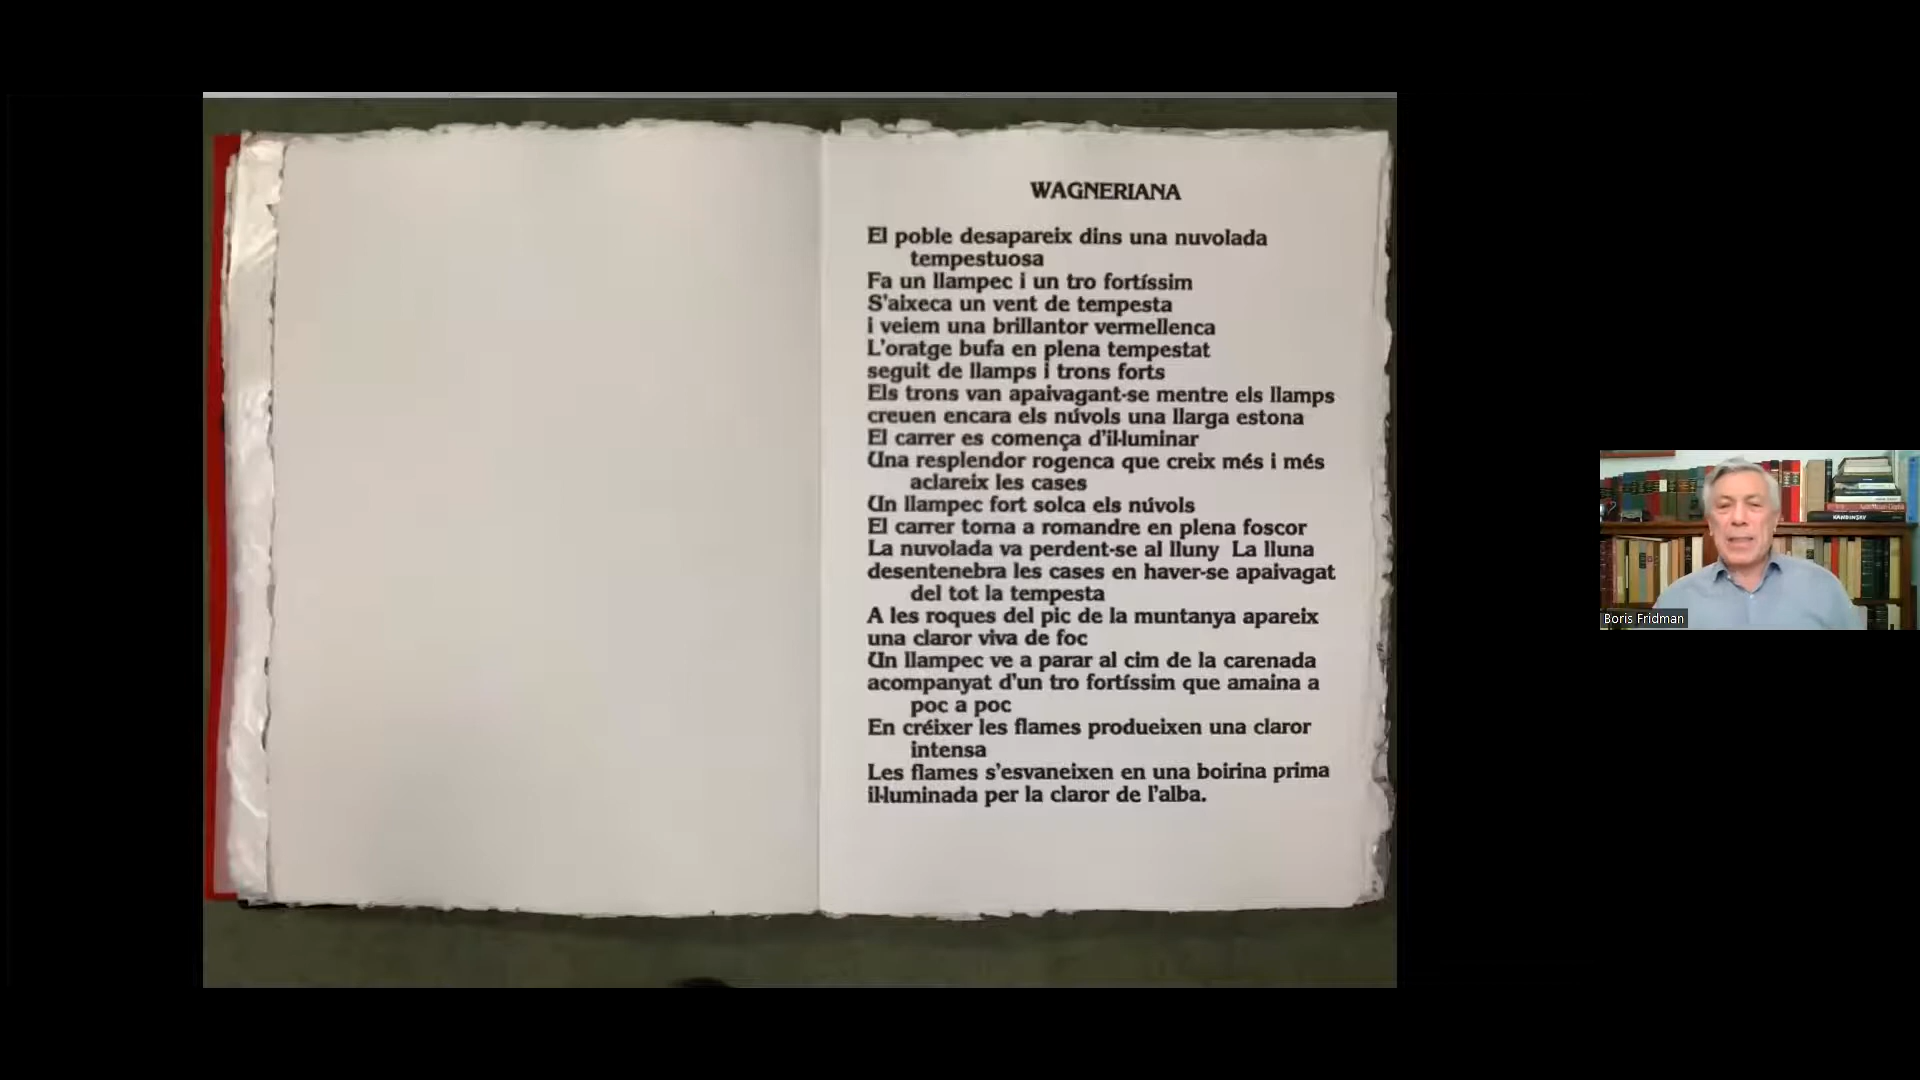 WAGNERIANA
El poble desapareix dins una nuvolada
tempestuosa
Fa un llampec i un tro fortíssim
S'aixeca un vent de tempesta
i veiem una brillantor vermellenca
L'oratge bufa en plena tempestat
seguit de llamps i trons forts
Els trons van apaivagant-se mentre els llamps
creuen encara els núvols una llarga estona
El carrer es comença d'il·luminar
Una resplendor rogenca que creix més i més
aclareix les cases
Un llampec fort solca els núvols
El carrer torna a romandre en plena foscor
La nuvolada va perdent-se al lluny La lluna
desentenebra les cases en haver-se apaivagat
del tot la tempesta
A les roques del pic de la muntanya apareix
una claror viva de foc
Un llampec ve a parar al cim de la carenada
acompanyat d'un tro fortíssim que amaina a
poc a poc
En créixer les flames produeixen una claror
intensa
Les flames s'esvaneixen en una boirina prima
il·luminada per la claror de l'alba.
KANDINSKY
Boris Fridman